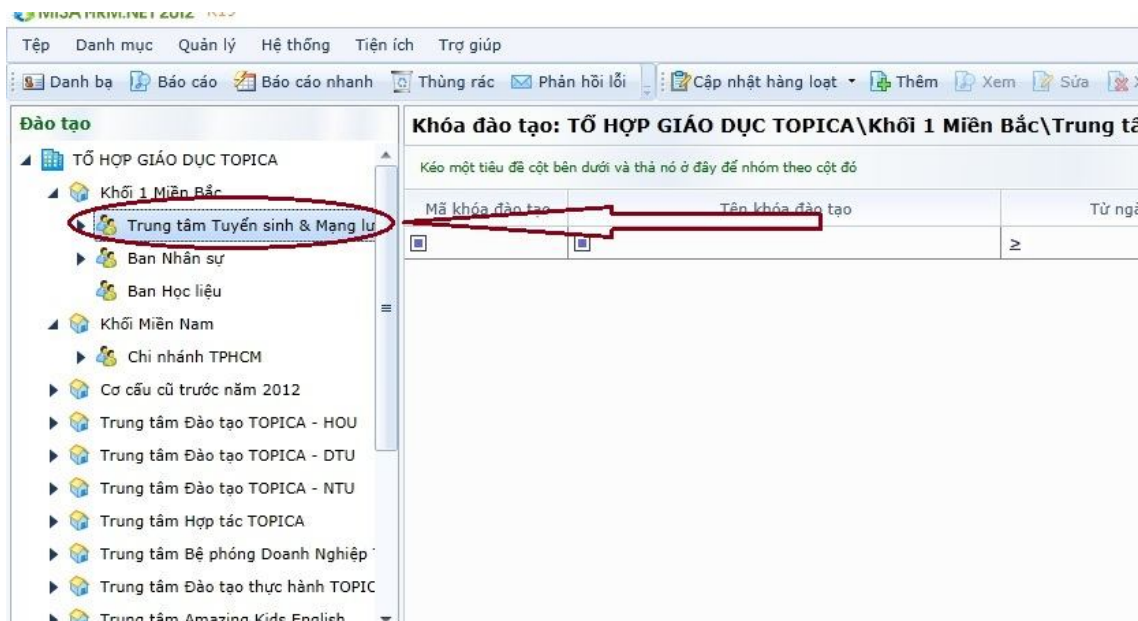 MISA HRM.NET 2012 R19
Tệp Danh mục Quản lý Hệ thống Tiện ích Trợ giúp
Danh bạ Báo cáo Báo cáo nhanh Thùng rác Phản hồi lỗi Cập nhật hàng loạt Thêm Xem Sửa
Đào tạo
TỔ HỢP GIÁO DỤC TOPICA
Khối 1 Miền Bắc
Trung tâm Tuyển sinh & Mạng lư
Ban Nhân sự
Ban Học liệu
Khối Miền Nam
Chi nhánh TPHCM
Cơ cấu cũ trước năm 2012
Trung tâm Đào tạo TOPICA - HOU
Trung tâm Đào tạo TOPICA - DTU
Trung tâm Đào tạo TOPICA - NTU
Trung tâm Hợp tác TOPICA
Trung tâm Bệ phóng Doanh Nghiệp
Trung tâm Đào tạo thực hành TOPIC
Trung tâm Amazing Kids English
Khóa đào tạo: TỔ HỢP GIÁO DỤC TOPICA\Khối 1 Miền Bắc\Trung tâ
Kéo một tiêu đề cột bên dưới và thả nó ở đây để nhóm theo cột đó
Mã khóa đào tạo Tên khóa đào tạo Từ ngà
≥